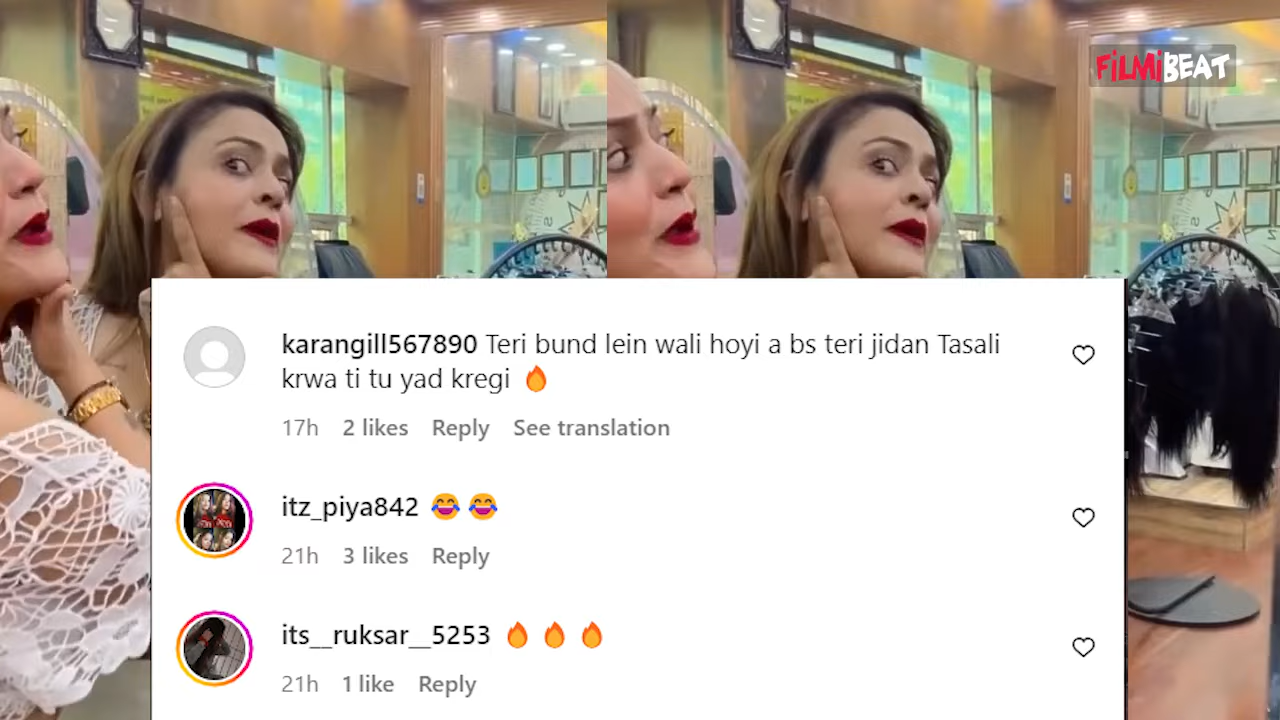 FiLMiBEAT
karangill567890 Teri bund lein wali hoyi a bs teri jidan Tasali
krwa ti tu yad kregi 🔥
17h 2 likes Reply See translation
itz_piya842 😂 😂
21h 3 likes Reply
its__ruksar__5253 🔥 🔥 🔥
21h 1 like Reply